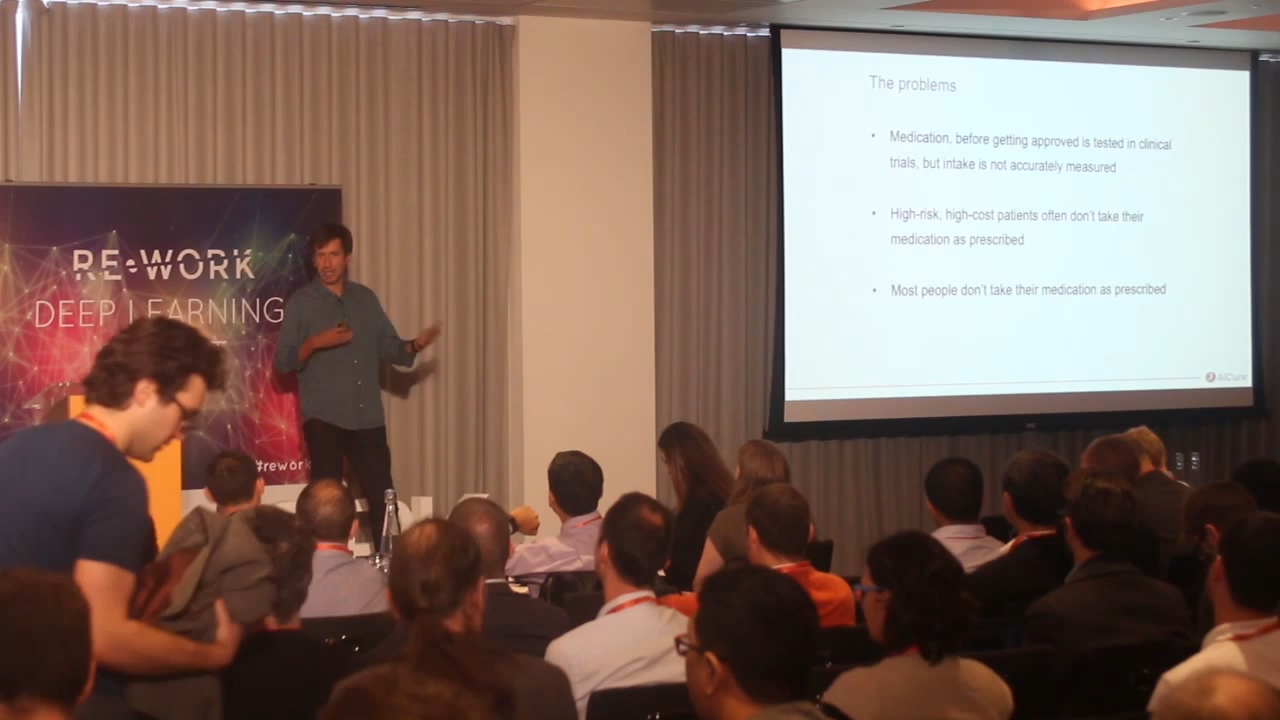 RE•WORK
DEEP LEARNING
#rework
The problems
• Medication, before getting approved is tested in clinical
trials, but intake is not accurately measured
• High-risk, high-cost patients often don't take their
medication as prescribed
• Most people don't take their medication as prescribed
AiCure